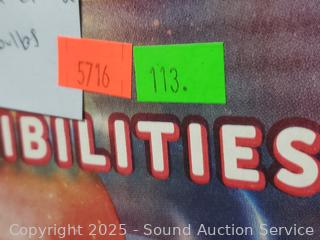 5716
113.
IBILITIES
Copyright 2025 - Sound Auction Service